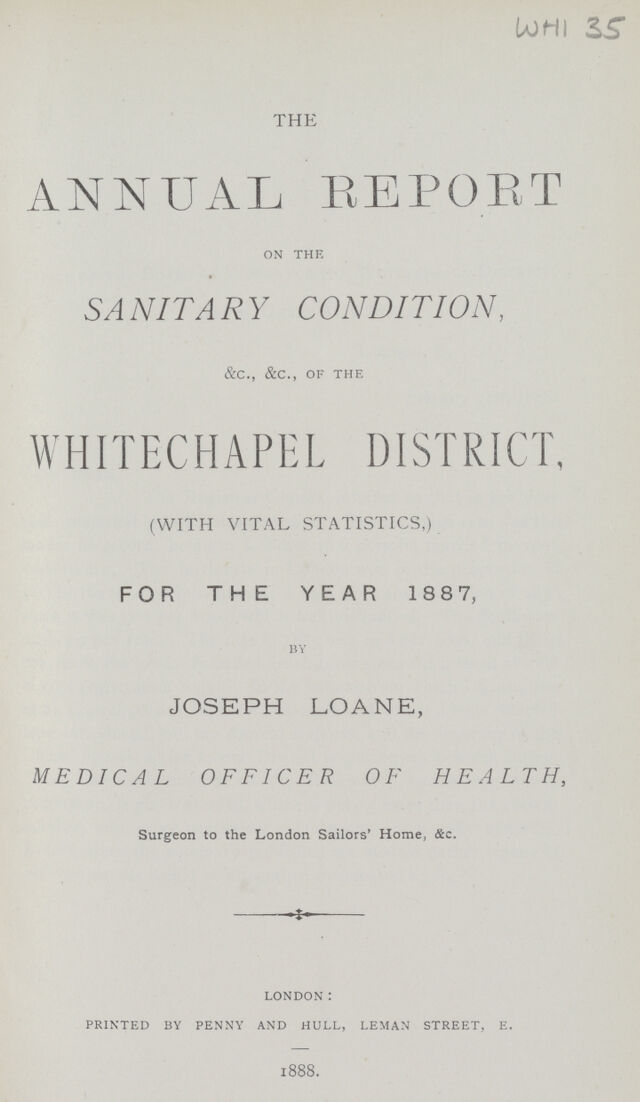 WHI 35
THE
ANNUAL REPORT
ON THE
SANITARY CONDITION,
&c., &c., OF THE
WHITECHAPEL DISTRICT,
(WITH VITAL STATISTICS,)
FOR THE YEAR 1887,
BY
JOSEPH LOANE,
MEDICAL OFFICER OF HEALTH,
Surgeon to the London Sailors' Home, &c.
LONDON:
PRINTED BY PENNY AND HULL, LEMAN STREET, E.
1888.